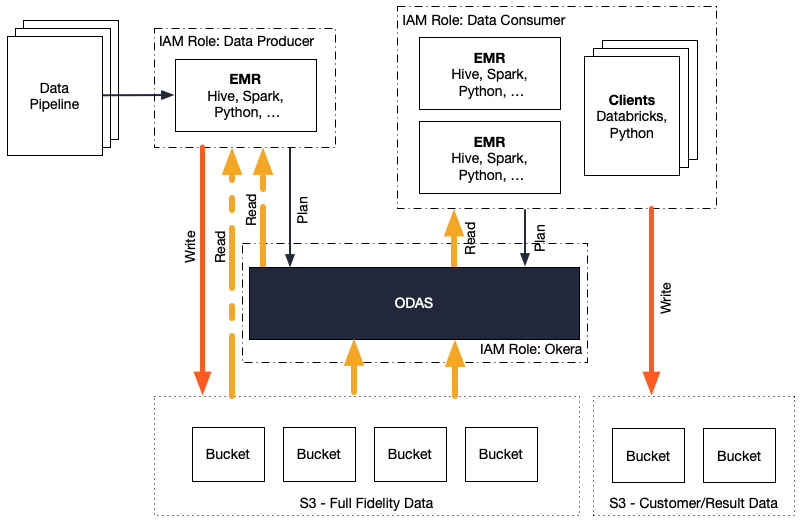 IAM Role: Data Producer
IAM Role: Data Consumer
Data
Pipeline
EMR
Hive, Spark,
Python, …
EMR
Hive, Spark,
Python, …
EMR
Hive, Spark,
Python, …
Clients
Databricks,
Python
Write
Read
Read
Plan
Read
Plan
Write
ODAS
IAM Role: Okera
Bucket
Bucket
Bucket
Bucket
Bucket
Bucket
S3 - Full Fidelity Data
S3 - Customer/Result Data